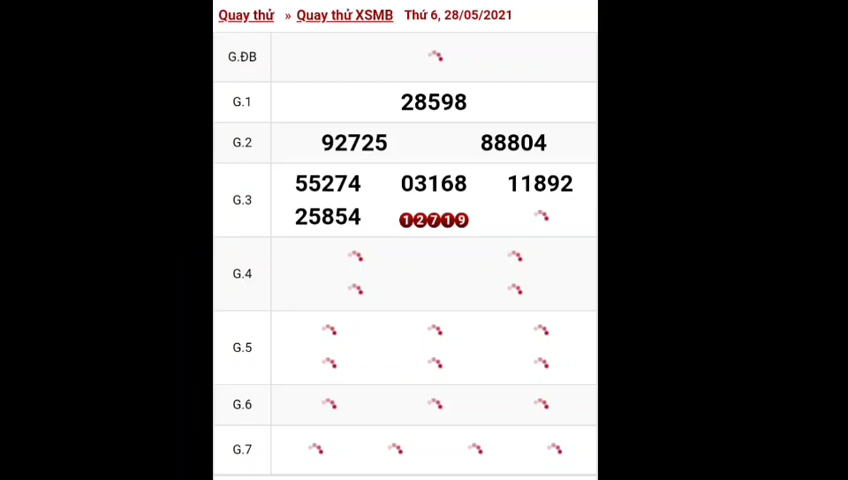 Quay thử » Quay thử XSMB Thứ 6, 28/05/2021
G.ĐB
G.1 28598
G.2 92725 88804
G.3 55274 03168 11892
25854 12719
G.4
G.5
G.6
G.7